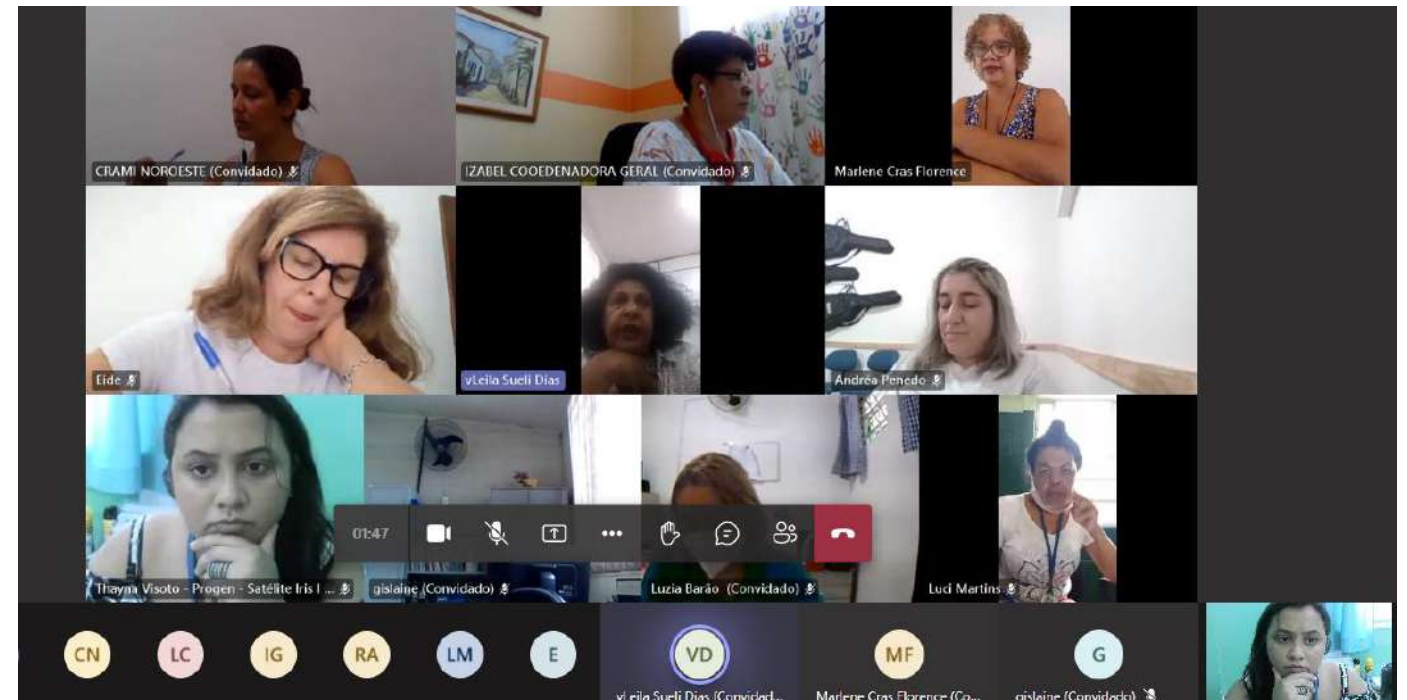 CRAMI NOROESTE (Convidado)
IZABEL COOEDENADORA GERAL (Convidado)
Marlene Cras Florence
Eide
vLeila Sueli Dias
Andréa Penedo
01:47
Thayna Visoto - Progen - Satélite Iris I ...
gislaine (Convidado)
Luzia Barão (Convidado)
Luci Martins
CN
LC
IG
RA
LM
E
VD
MF
G
vLeila Sueli Dias (Convidad...
Marlene Cras Florence (Co...
gislaine (Convidado)